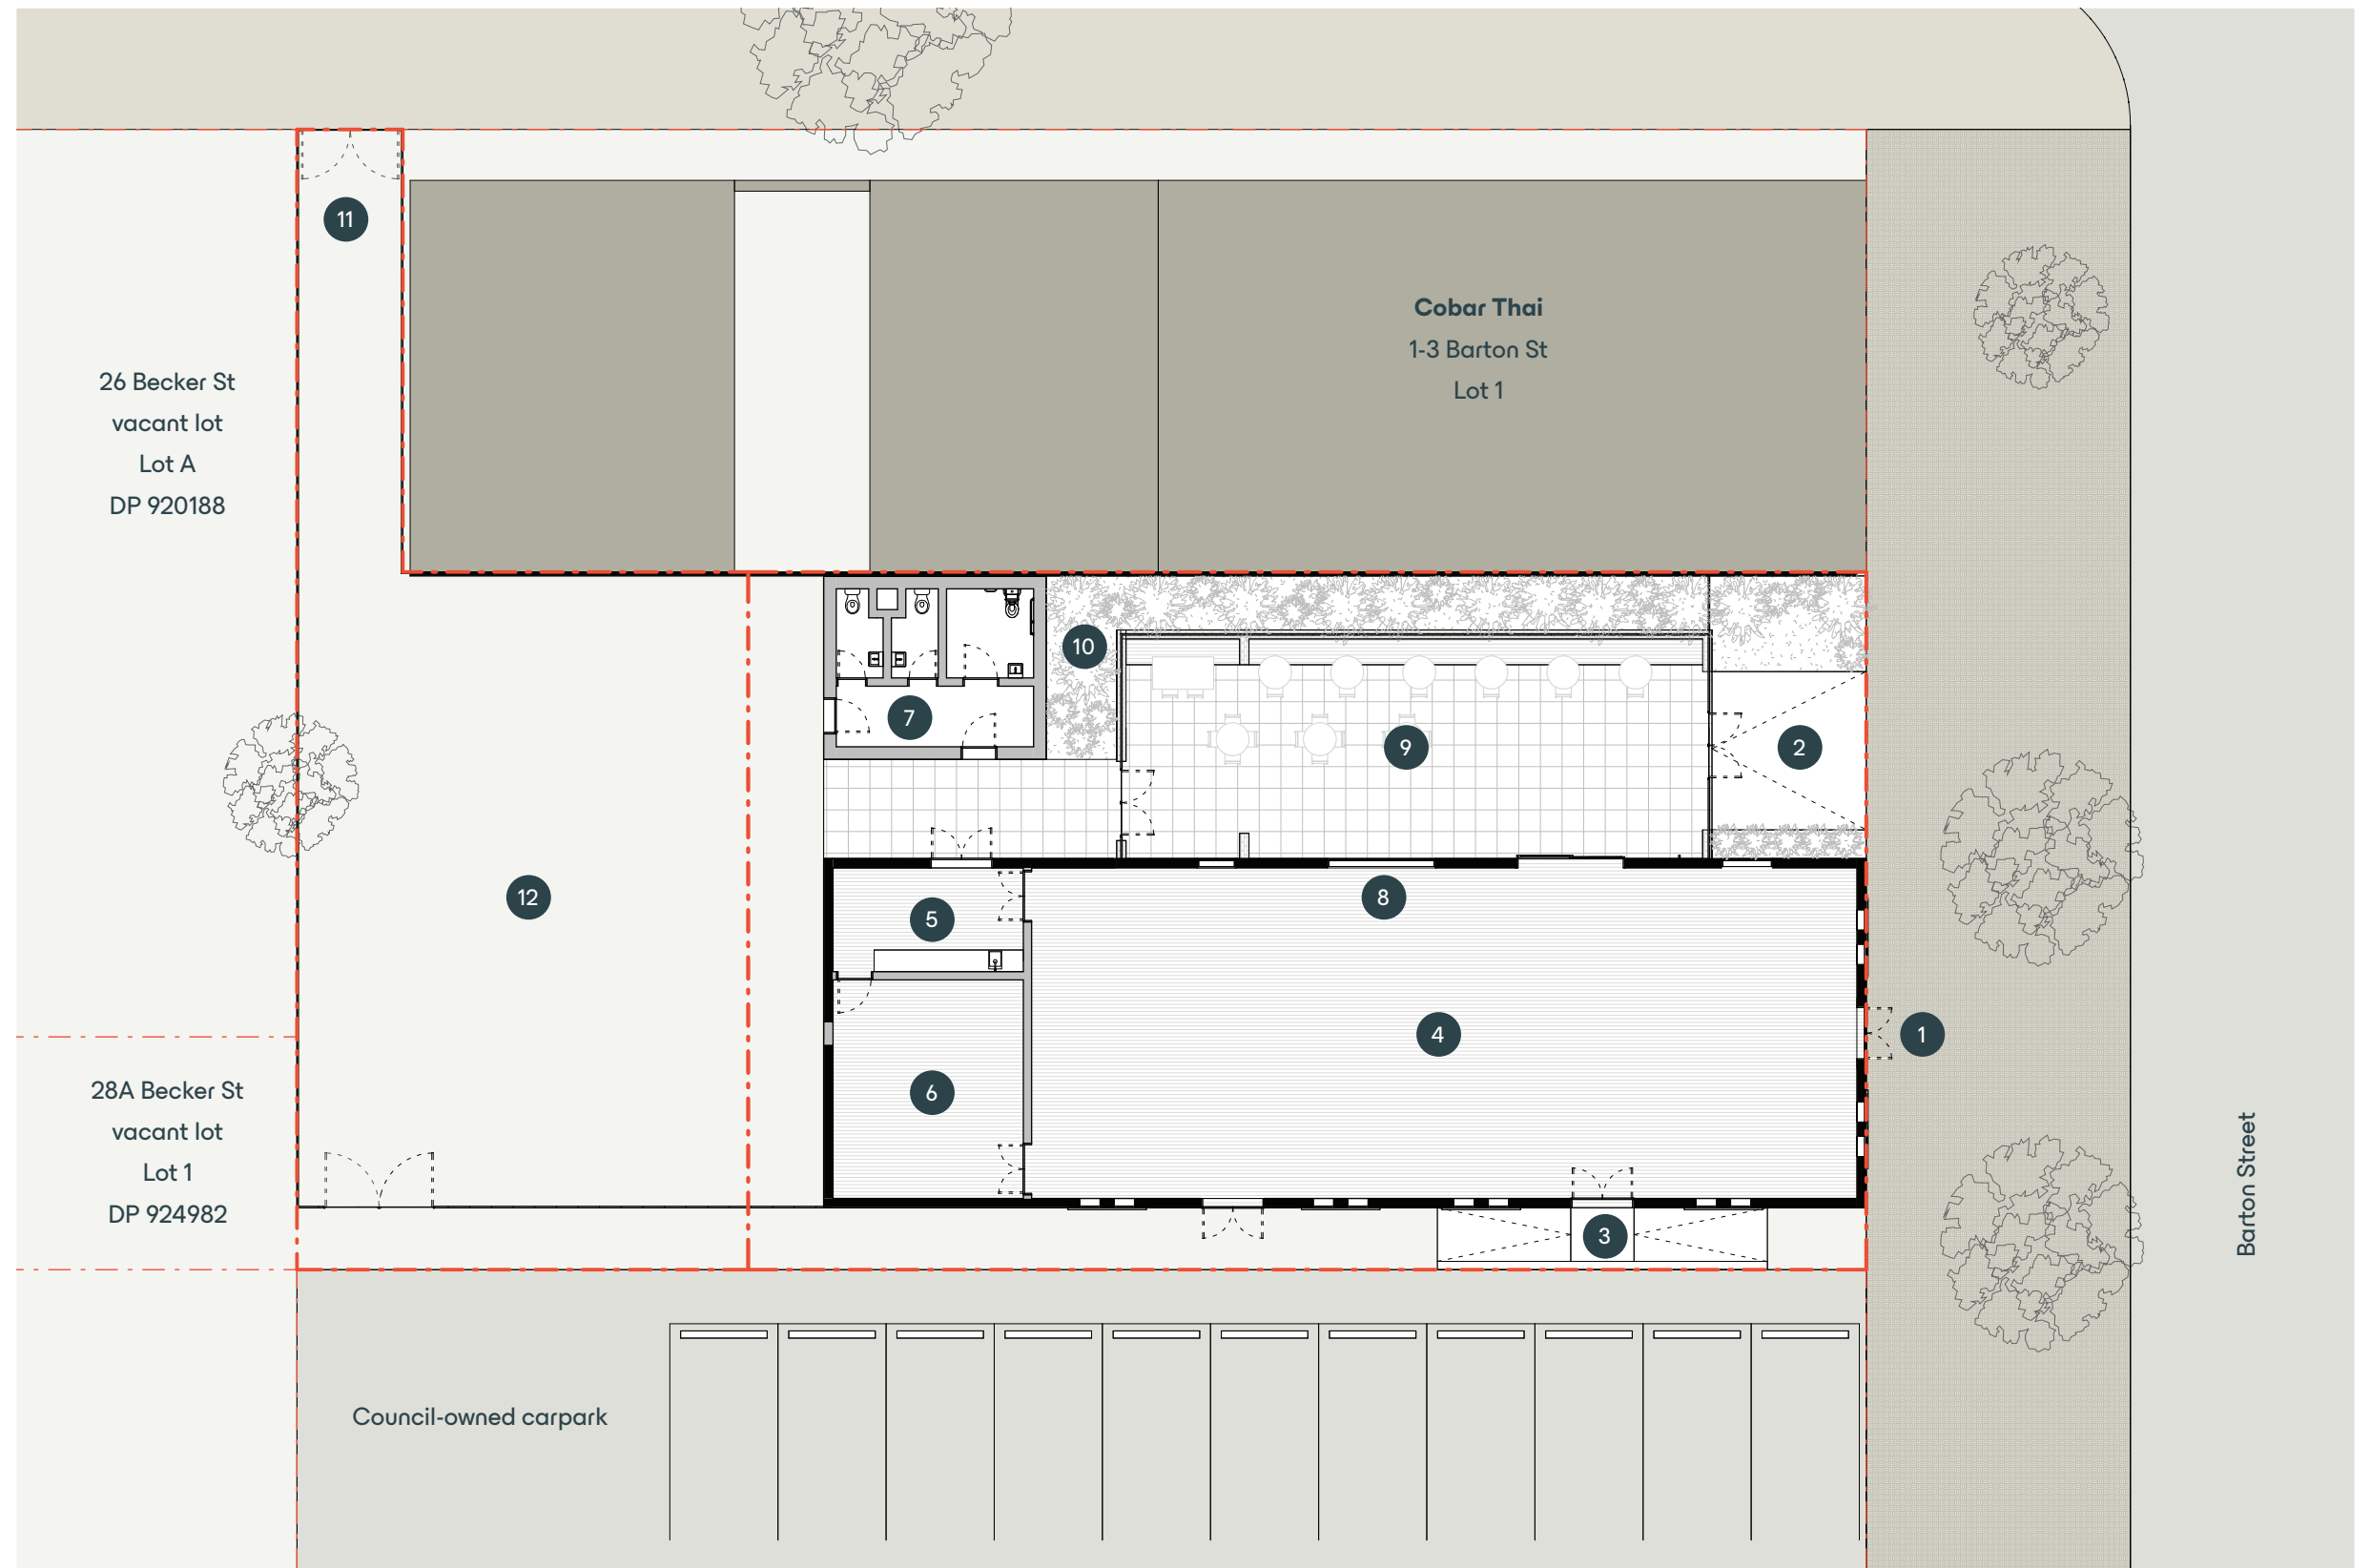 11
Cobar Thai
1-3 Barton St
Lot 1
26 Becker St
vacant lot
Lot A
DP 920188
10
7
9
2
12
8
5
4
1
6
28A Becker St
vacant lot
Lot 1
DP 924982
3
Barton Street
Council-owned carpark